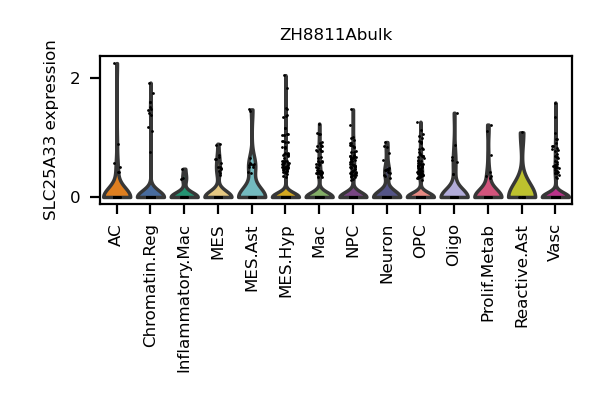 ZH8811Abulk
SLC25A33 expression
2
0
AC
Chromatin.Reg
Inflammatory.Mac
MES
MES.Ast
MES.Hyp
Mac
NPC
Neuron
OPC
Oligo
Prolif.Metab
Reactive.Ast
Vasc